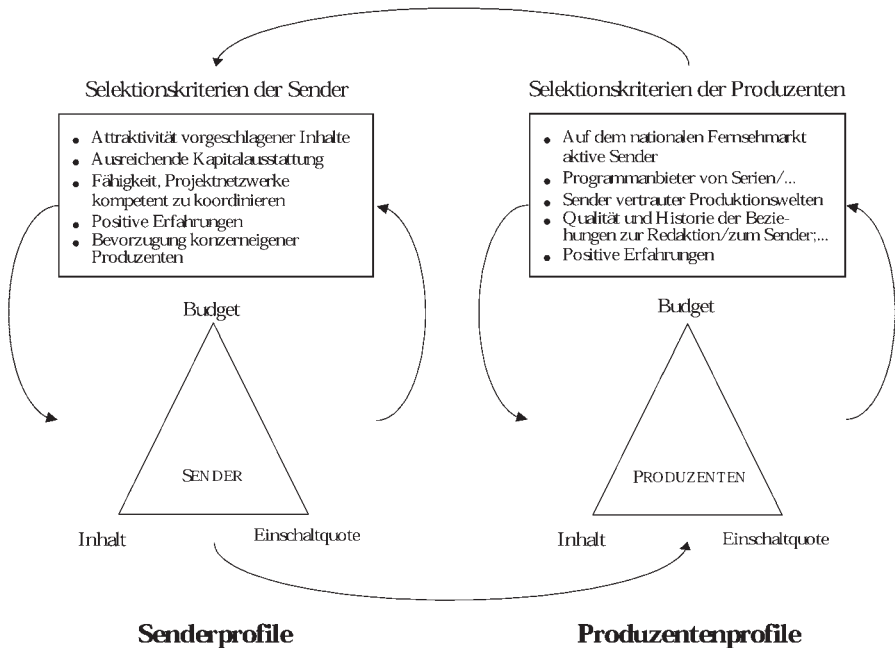 Selektionskriterien der Sender
• Attraktivität vorgeschlagener Inhalte
• Ausreichende Kapitalausstattung
• Fähigkeit, Projektnetzwerke
kompetent zu koordinieren
• Positive Erfahrungen
• Bevorzugung konzerneigener
Produzenten
Budget
SENDER
Inhalt
Einschaltquote
Senderprofile
Selektionskriterien der Produzenten
• Auf dem nationalen Fernsehmarkt
aktive Sender
• Programmanbieter von Serien/...
• Sender vertrauter Produktionswelten
• Qualität und Historie der Bezie-
hungen zur Redaktion/zum Sender;...
• Positive Erfahrungen
Budget
PRODUZENTEN
Inhalt
Einschaltquote
Produzentenprofile